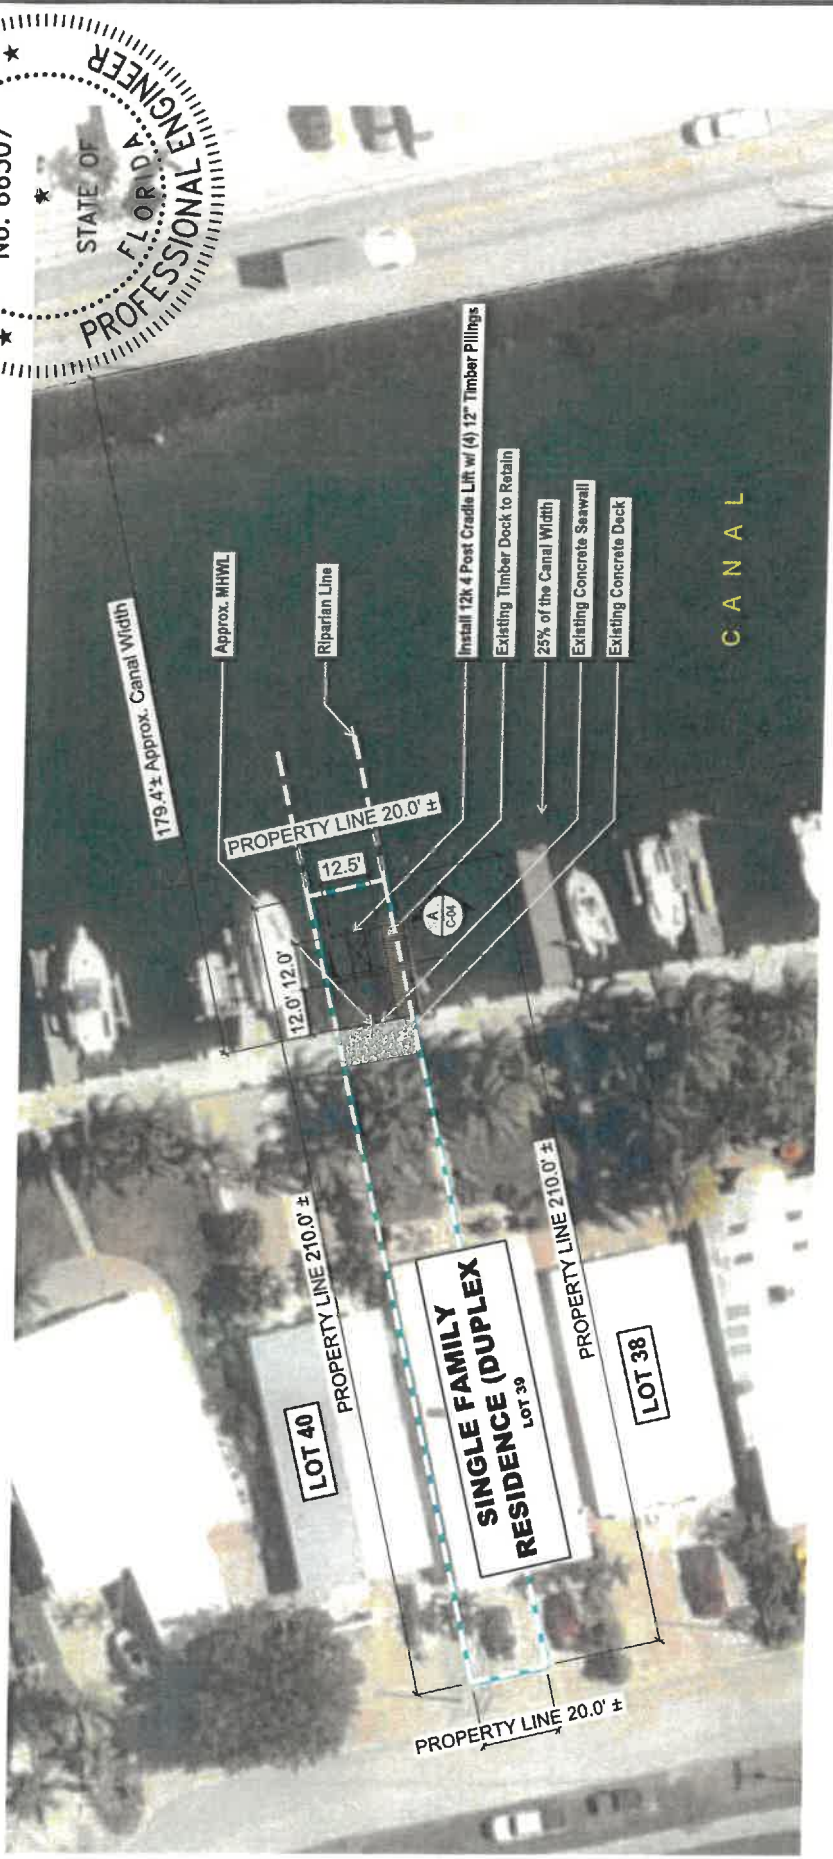 STATE OF
FLORIDA
PROFESSIONAL ENGINEER
179.4'± Approx. Canal Width
Approx. MHWL
Riparian Line
Install 12k 4 Post Cradle Lift w/ (4) 12" Timber Pilings
Existing Timber Dock to Retain
25% of the Canal Width
Existing Concrete Seawall
Existing Concrete Deck
CANAL
PROPERTY LINE 20.0' ±
12.5'
12.0' 12.0'
A
C-04
PROPERTY LINE 210.0' ±
PROPERTY LINE 210.0' ±
LOT 40
SINGLE FAMILY
RESIDENCE (DUPLEX
LOT 39
LOT 38
PROPERTY LINE 20.0' ±